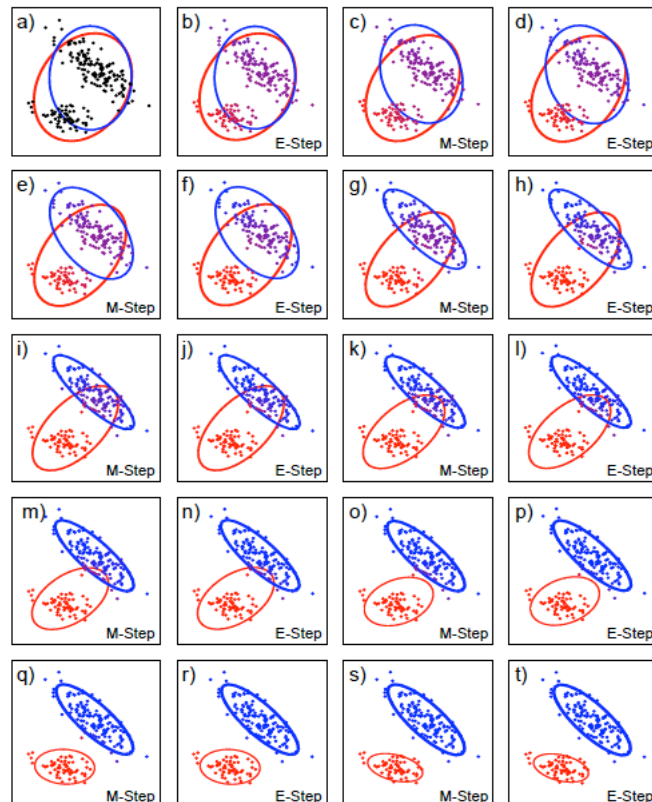 a) b) c) d)
E-Step M-Step E-Step
e) f) g) h)
M-Step E-Step M-Step E-Step
i) j) k) l)
M-Step E-Step M-Step E-Step
m) n) o) p)
M-Step E-Step M-Step E-Step
q) r) s) t)
M-Step E-Step M-Step E-Step